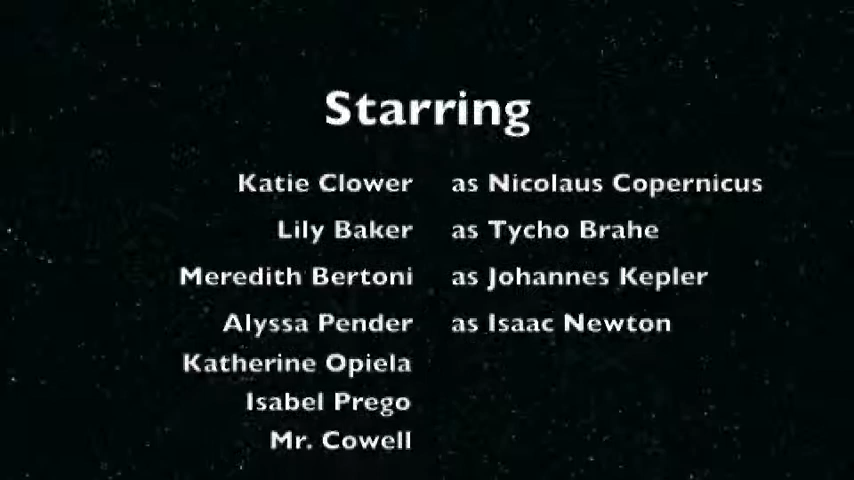 Starring
Katie Clower as Nicolaus Copernicus
Lily Baker as Tycho Brahe
Meredith Bertoni as Johannes Kepler
Alyssa Pender as Isaac Newton
Katherine Opiela
Isabel Prego
Mr. Cowell